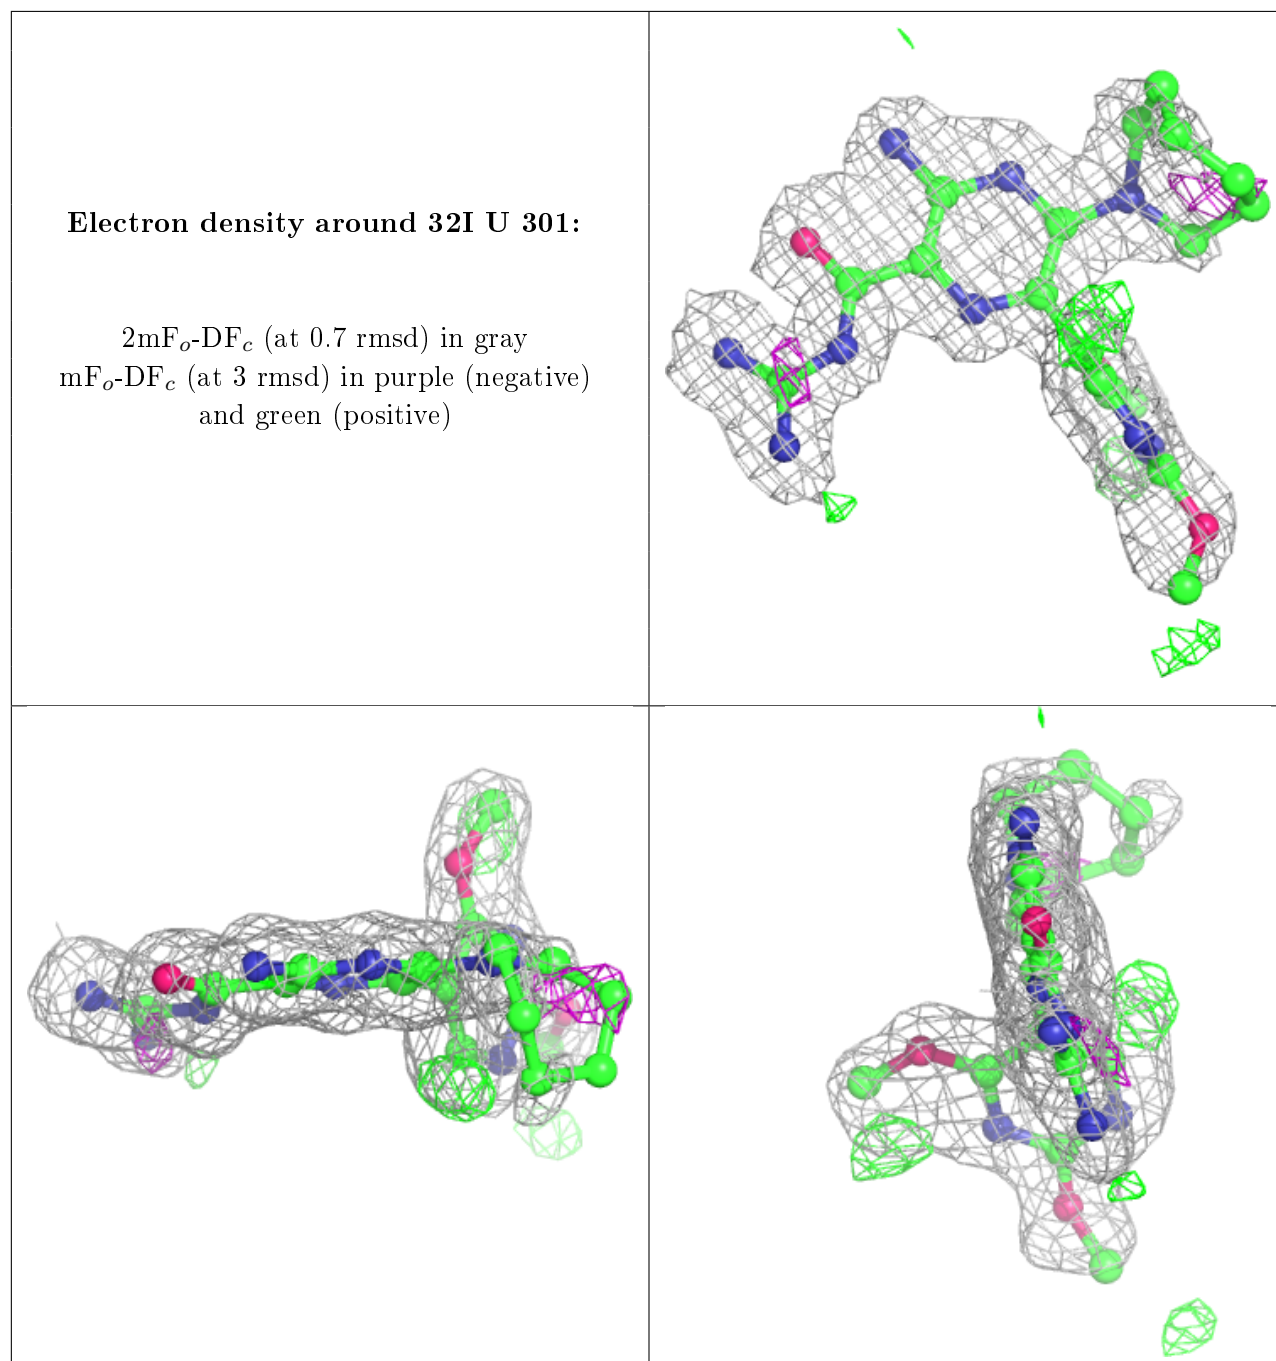 Electron density around 32I U 301:
2mFo-DFc (at 0.7 rmsd) in gray
mFo-DFc (at 3 rmsd) in purple (negative)
and green (positive)